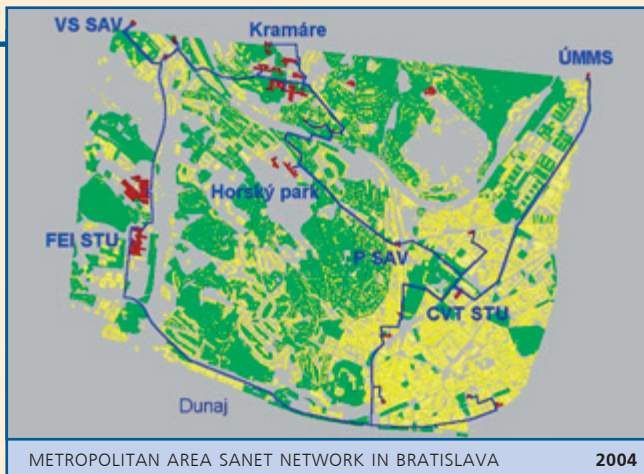 VS SAV
Kramáre
ÚMMS
Horský park
FEI STU
P SAV
CVT STU
Dunaj
METROPOLITAN AREA SANET NETWORK IN BRATISLAVA 2004